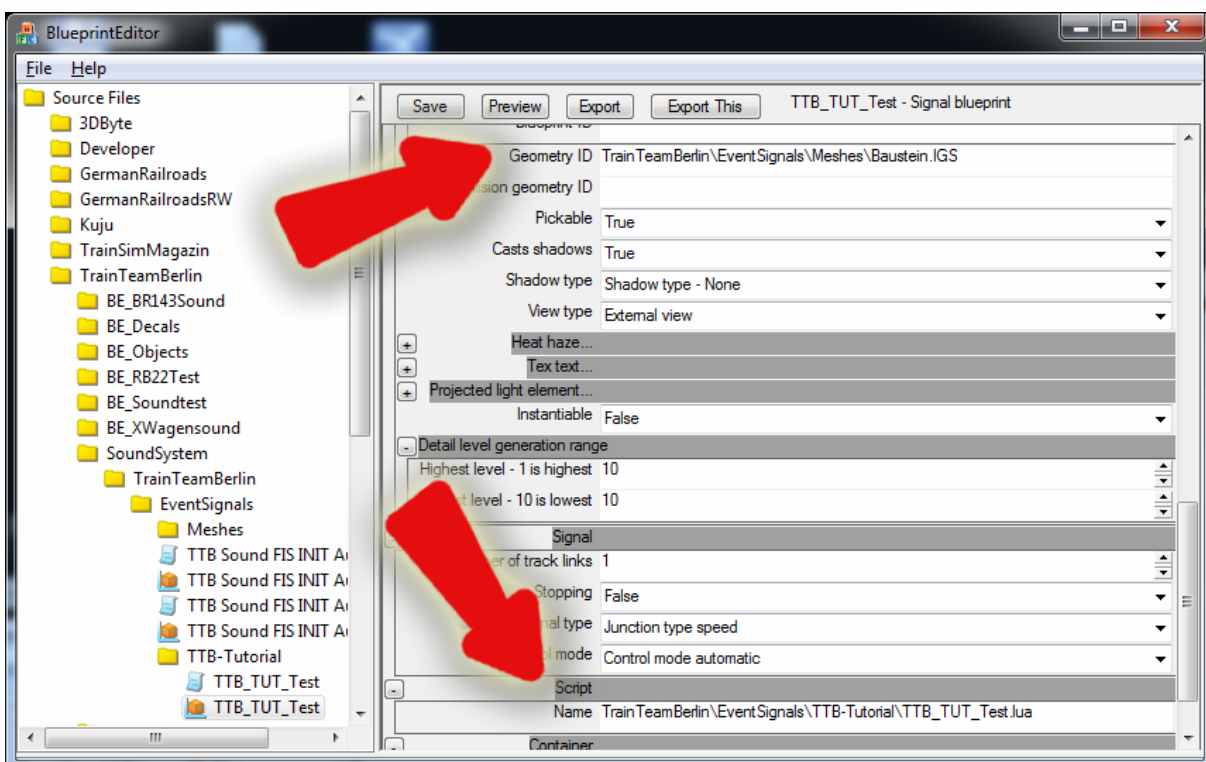 BlueprintEditor
File Help
Source Files
3DByte
Developer
GermanRailroads
GermanRailroadsRW
Kuju
TrainSimMagazin
TrainTeamBerlin
BE_BR143Sound
BE_Decals
BE_Objects
BE_RB22Test
BE_Soundtest
BE_XWagensound
SoundSystem
TrainTeamBerlin
EventSignals
Meshes
TTB Sound FIS INIT
TTB Sound FIS INIT
TTB Sound FIS INIT
TTB Sound FIS INIT
TTB-Tutorial
TTB_TUT_Test
TTB_TUT_Test
Save Preview Export Export This TTB_TUT_Test - Signal blueprint
Blueprint ID
Geometry ID TrainTeamBerlin\EventSignals\Meshes\Baustein.IGS
geometry ID
Pickable True
Casts shadows True
Shadow type Shadow type - None
View type External view
Heat haze...
Tex text...
Projected light element...
Instantiable False
Detail level generation range
Highest level - 1 is highest 10
level - 10 is lowest 10
Signal
of track links 1
Stopping False
type Junction type speed
mode Control mode automatic
Script
Name TrainTeamBerlin\EventSignals\TTB-Tutorial\TTB_TUT_Test.lua
Container